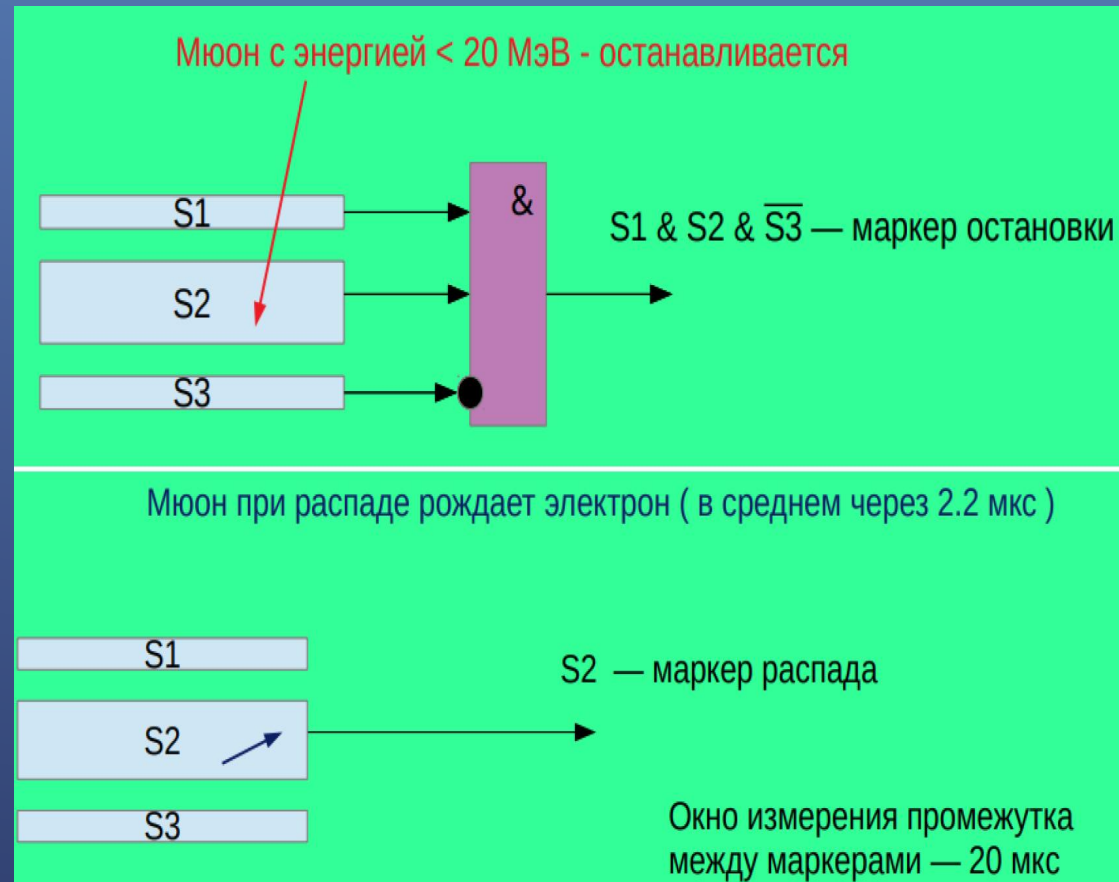 Мюон с энергией < 20 МэВ - останавливается
S1
&
S1 & S2 & S̅3̅ — маркер остановки
S2
S3
Мюон при распаде рождает электрон ( в среднем через 2.2 мкс )
S1
S2 — маркер распада
S2
S3
Окно измерения промежутка
между маркерами — 20 мкс